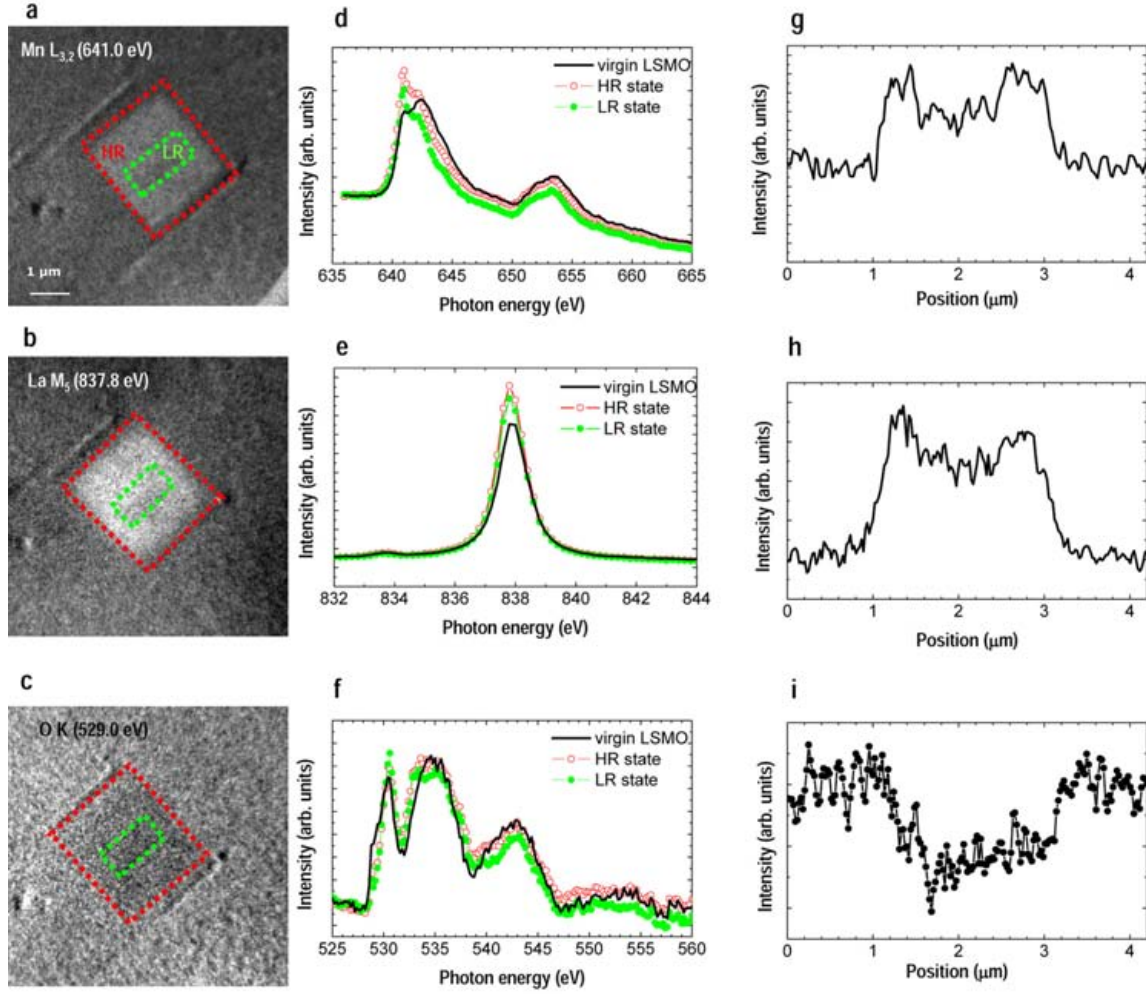 a
Mn L3,2 (641.0 eV)
HR
LR
1 μm
d
virgin LSMO
HR state
LR state
Intensity (arb. units)
635 640 645 650 655 660 665
Photon energy (eV)
g
Intensity (arb. units)
0 1 2 3 4
Position (μm)
b
La M5 (837.8 eV)
e
virgin LSMO
HR state
LR state
Intensity (arb. units)
832 834 836 838 840 842 844
Photon energy (eV)
h
Intensity (arb. units)
0 1 2 3 4
Position (μm)
c
O K (529.0 eV)
f
virgin LSMO
HR state
LR state
Intensity (arb. units)
525 530 535 540 545 550 555 560
Photon energy (eV)
i
Intensity (arb. units)
0 1 2 3 4
Position (μm)